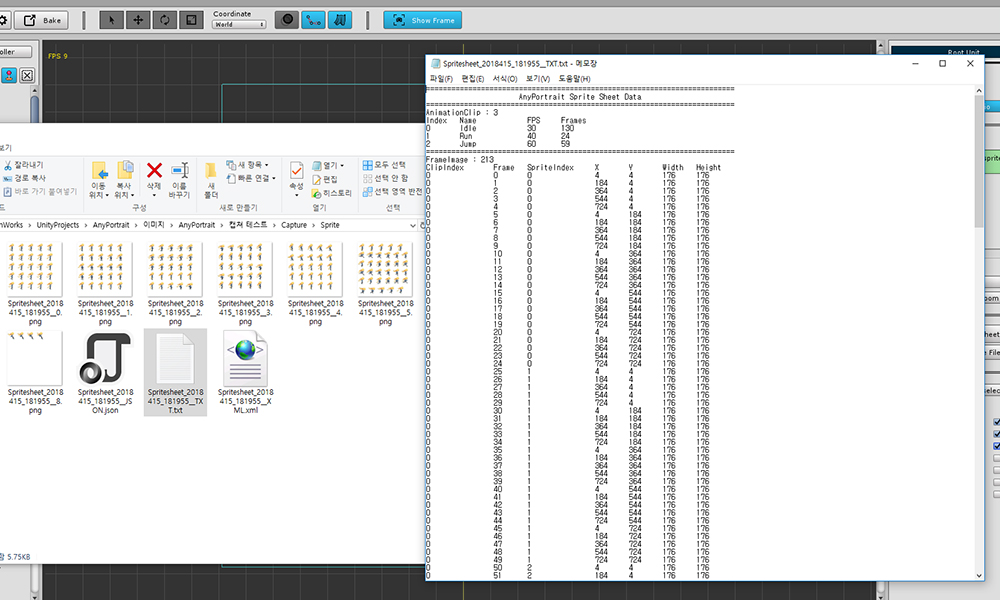 Bake
Coordinate
World
Show Frame
FPS 9
Root Unit
Spritesheet_2018415_181955__TXT.txt - 메모장
파일(F) 편집(E) 서식(O) 보기(V) 도움말(H)
AnyPortrait Sprite Sheet Data
AnimationClip : 3
Index Name FPS Frames
0 Idle 30 130
1 Run 40 24
2 Jump 60 59
FrameImage : 213
ClipIndex Frame SpriteIndex X Y Width Height
0 0 0 4 4 176 176
0 1 0 184 4 176 176
0 2 0 364 4 176 176
0 3 0 544 4 176 176
0 4 0 724 4 176 176
0 5 0 4 184 176 176
0 6 0 184 184 176 176
0 7 0 364 184 176 176
0 8 0 544 184 176 176
0 9 0 724 184 176 176
0 10 0 4 364 176 176
0 11 0 184 364 176 176
0 12 0 364 364 176 176
0 13 0 544 364 176 176
0 14 0 724 364 176 176
0 15 0 4 544 176 176
0 16 0 184 544 176 176
0 17 0 364 544 176 176
0 18 0 544 544 176 176
0 19 0 724 544 176 176
0 20 0 4 724 176 176
0 21 0 184 724 176 176
0 22 0 364 724 176 176
0 23 0 544 724 176 176
0 24 0 724 724 176 176
0 25 1 4 4 176 176
0 26 1 184 4 176 176
0 27 1 364 4 176 176
0 28 1 544 4 176 176
0 29 1 724 4 176 176
0 30 1 4 184 176 176
0 31 1 184 184 176 176
0 32 1 364 184 176 176
0 33 1 544 184 176 176
0 34 1 724 184 176 176
0 35 1 4 364 176 176
0 36 1 184 364 176 176
0 37 1 364 364 176 176
0 38 1 544 364 176 176
0 39 1 724 364 176 176
0 40 1 4 544 176 176
0 41 1 184 544 176 176
0 42 1 364 544 176 176
0 43 1 544 544 176 176
0 44 1 724 544 176 176
0 45 1 4 724 176 176
0 46 1 184 724 176 176
0 47 1 364 724 176 176
0 48 1 544 724 176 176
0 49 1 724 724 176 176
0 50 2 4 4 176 176
0 51 2 184 4 176 176
잘라내기
경로 복사
바로 가기 붙여넣기
이동 위치
복사 위치
삭제
이름 바꾸기
구성
새 폴더
새 항목
빠른 연결
새로 만들기
속성
열기
편집
히스토리
열기
모두 선택
선택 안 함
선택 영역 반전
선택
UnityProjects > AnyPortrait > 이미지 > AnyPortrait > 캡쳐 테스트 > Capture > Sprite
Spritesheet_2018415_181955__0.png
Spritesheet_2018415_181955__1.png
Spritesheet_2018415_181955__2.png
Spritesheet_2018415_181955__3.png
Spritesheet_2018415_181955__4.png
Spritesheet_2018415_181955__5.png
Spritesheet_2018415_181955__8.png
Spritesheet_2018415_181955__JSON.json
Spritesheet_2018415_181955__TXT.txt
Spritesheet_2018415_181955__XML.xml
5.75KB